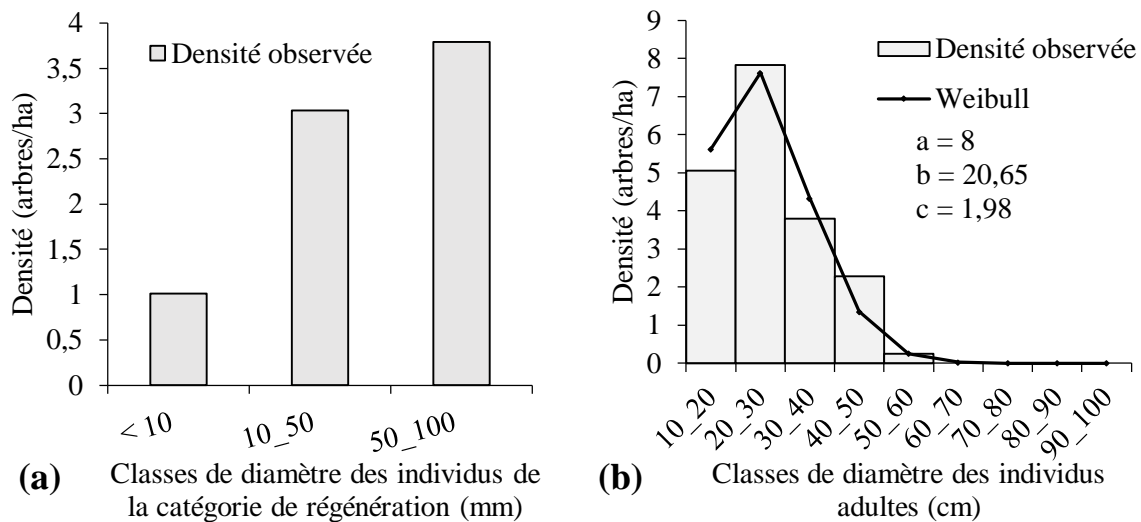 4
3,5
3
2,5
2
1,5
1
0,5
0
Densité (arbres/ha)
Densité observée
< 10
10_50
50_100
(a) Classes de diamètre des individus de
la catégorie de régénération (mm)
9
8
7
6
5
4
3
2
1
0
Densité (arbres/ha)
Densité observée
Weibull
a = 8
b = 20,65
c = 1,98
10_20
20_30
30_40
40_50
50_60
60_70
70_80
80_90
90_100
(b) Classes de diamètre des individus
adultes (cm)